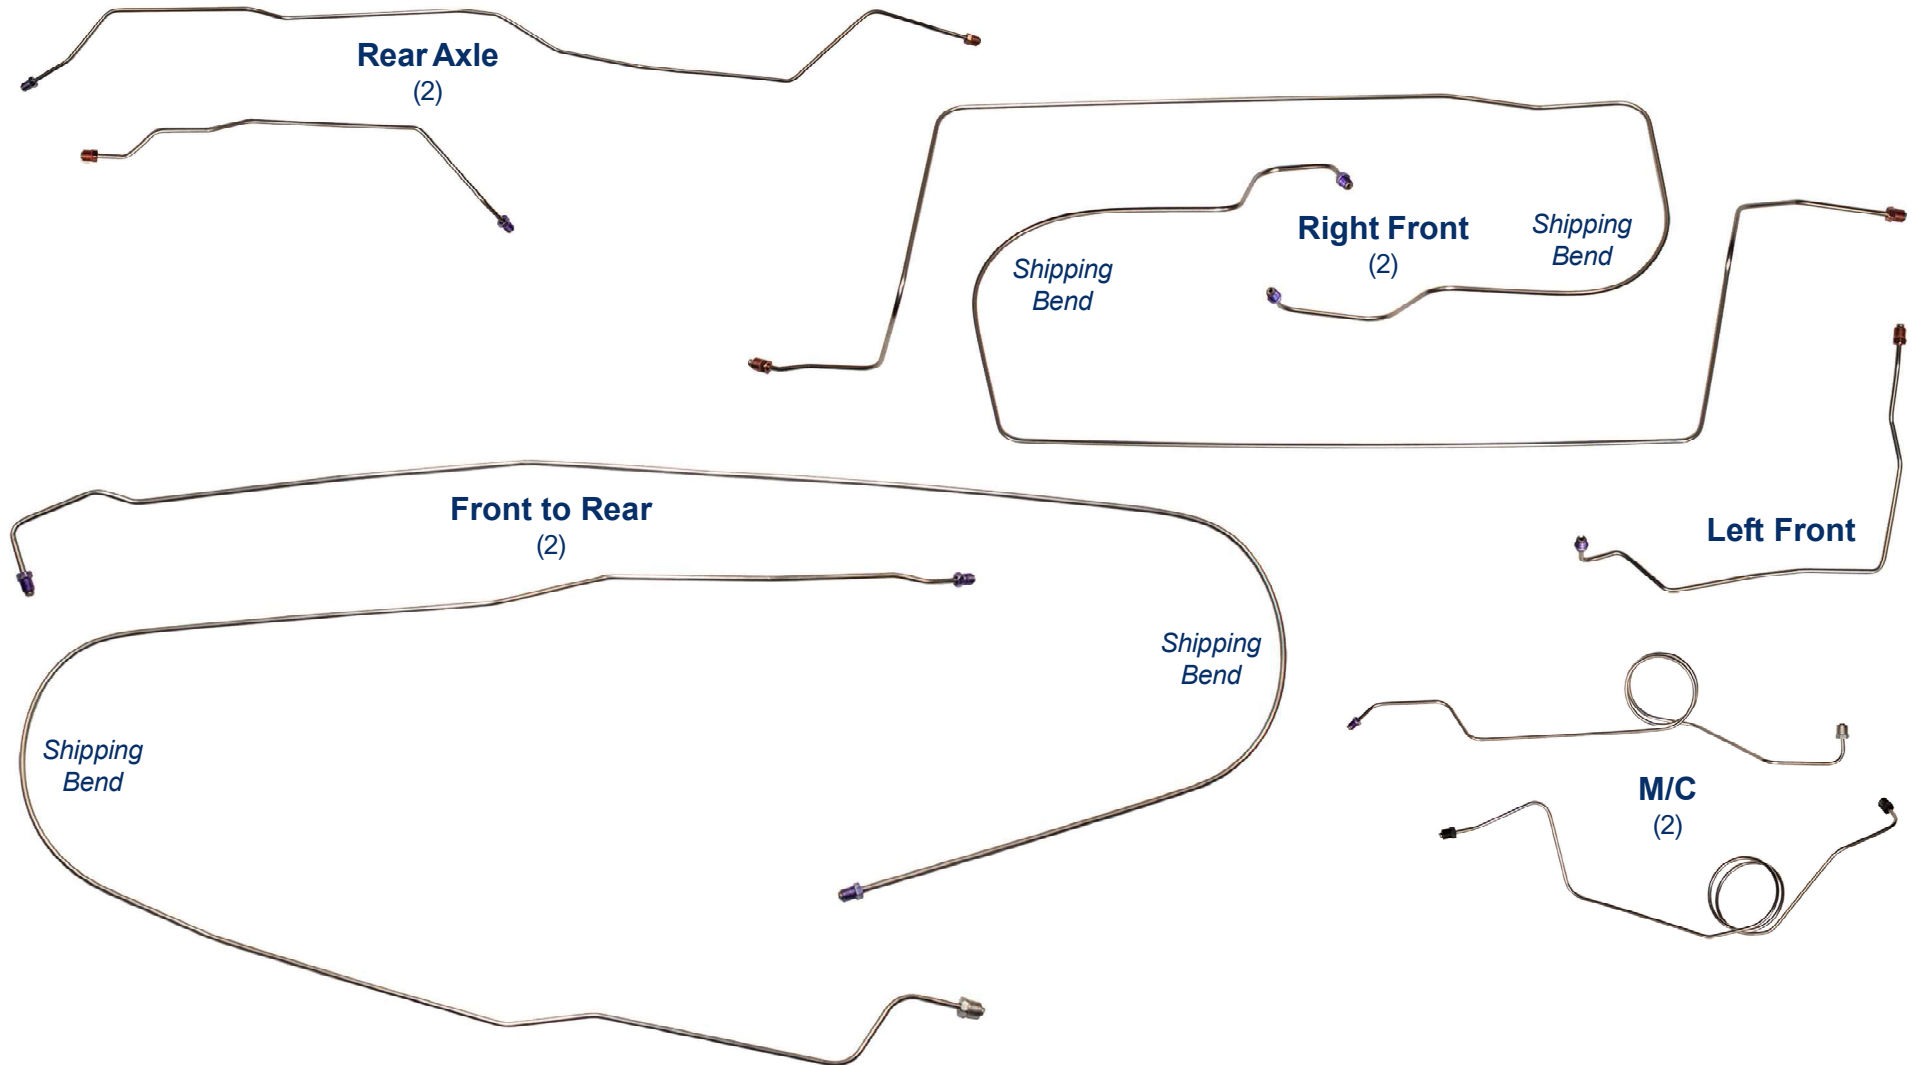 Rear Axle
(2)
Right Front
(2)
Shipping
Bend
Shipping
Bend
Front to Rear
(2)
Left Front
Shipping
Bend
Shipping
Bend
M/C
(2)